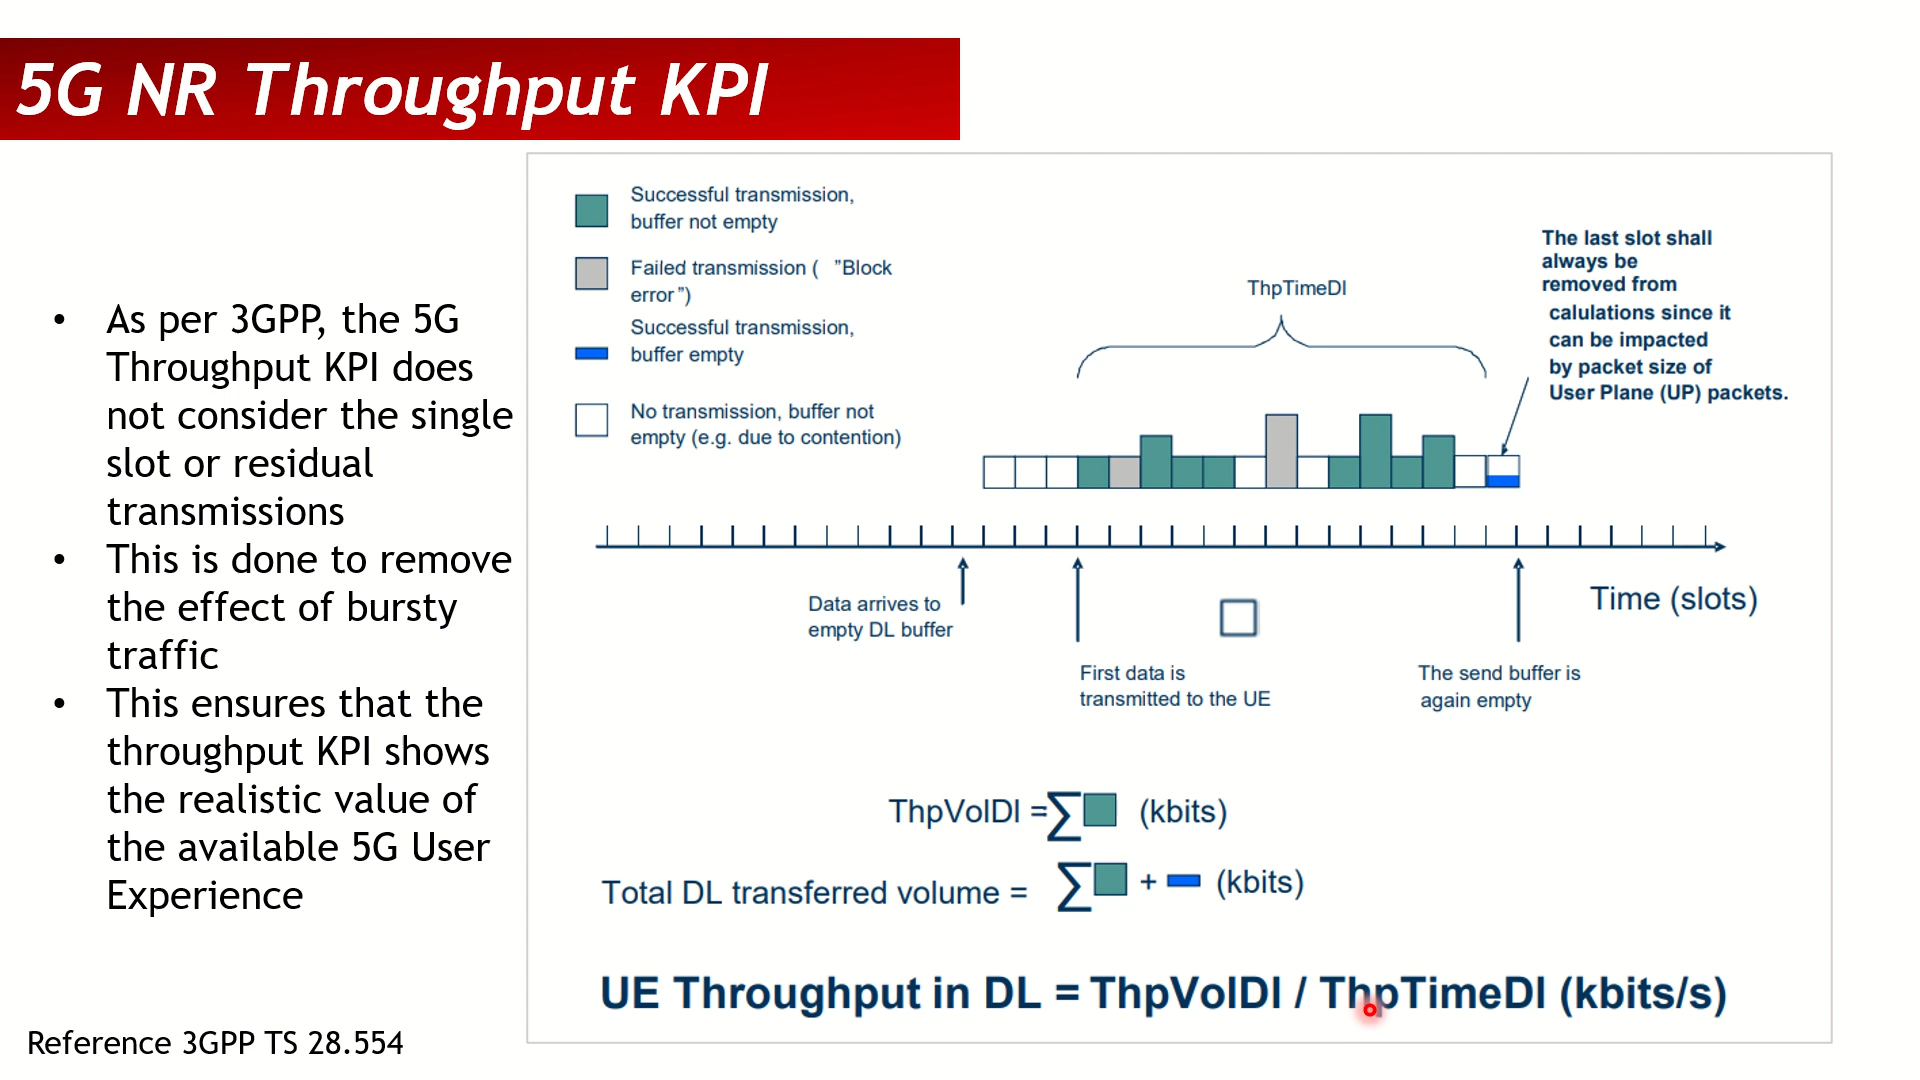 5G NR Throughput KPI
• As per 3GPP, the 5G
Throughput KPI does
not consider the single
slot or residual
transmissions
• This is done to remove
the effect of bursty
traffic
• This ensures that the
throughput KPI shows
the realistic value of
the available 5G User
Experience
Reference 3GPP TS 28.554
Successful transmission,
buffer not empty
Failed transmission ( ”Block
error”)
Successful transmission,
buffer empty
No transmission, buffer not
empty (e.g. due to contention)
ThpTimeDl
The last slot shall
always be
removed from
calulations since it
can be impacted
by packet size of
User Plane (UP) packets.
Data arrives to
empty DL buffer
First data is
transmitted to the UE
The send buffer is
again empty
Time (slots)
ThpVolDl =∑ (kbits)
Total DL transferred volume = ∑ + (kbits)
UE Throughput in DL = ThpVolDl / ThpTimeDl (kbits/s)